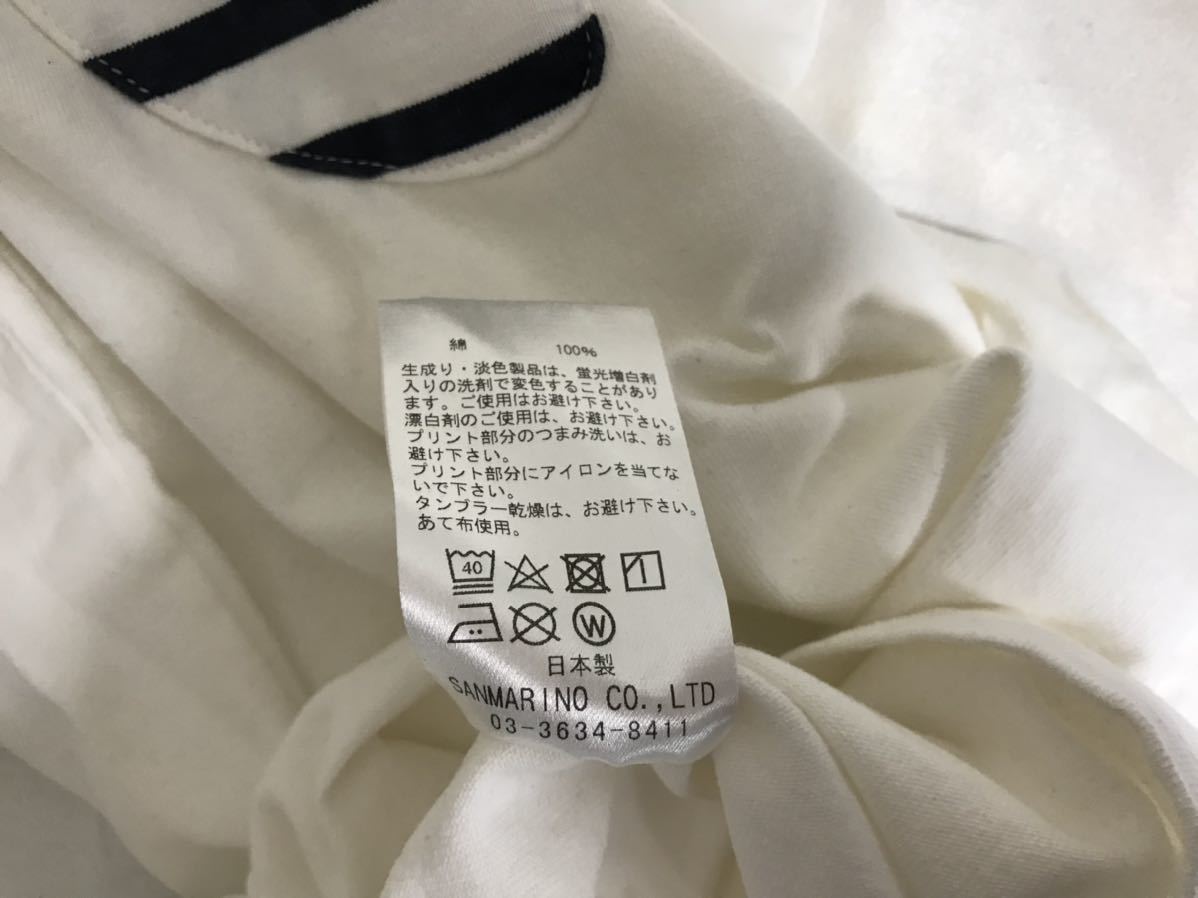 綿 100%
生成り・淡色製品は、蛍光増白剤
入りの洗剤で変色することがあり
ます。ご使用はお避け下さい。
漂白剤のご使用は、お避け下さい。
プリント部分のつまみ洗いは、お
避け下さい。
プリント部分にアイロンを当てな
いで下さい。
タンブラー乾燥は、お避け下さい。
あて布使用。
40
W
日本製
SANMARINO CO.,LTD
03-3634-8411